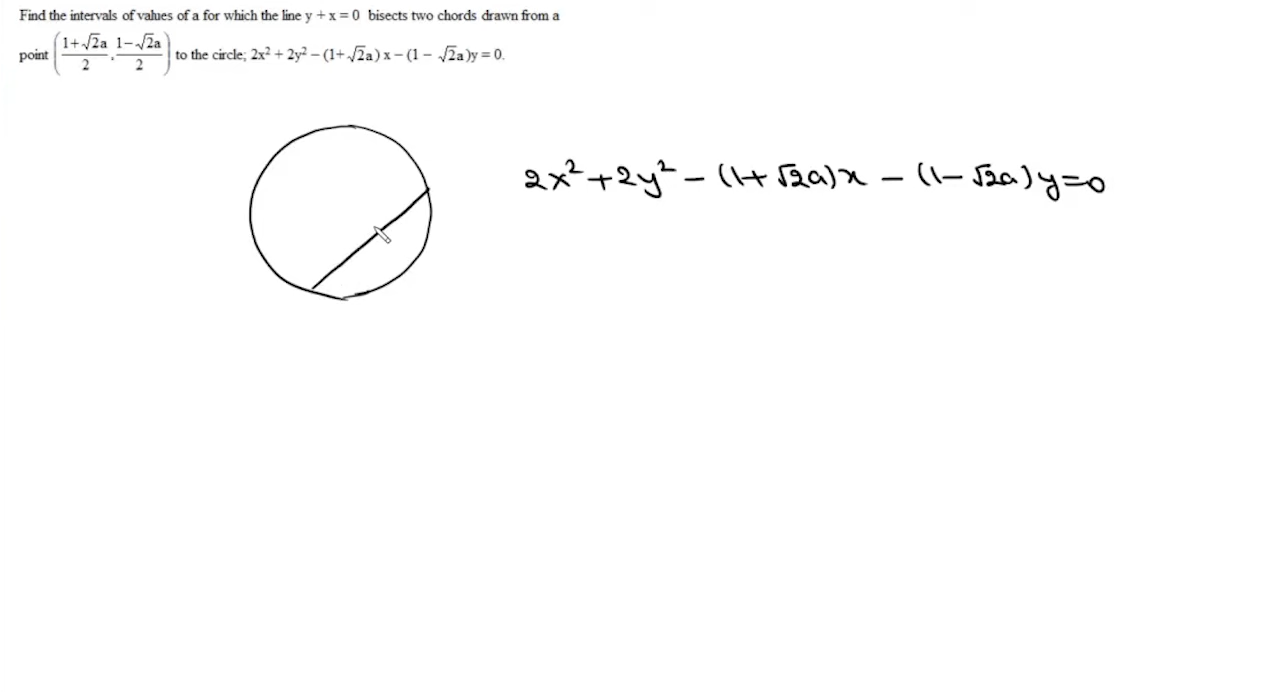 Find the intervals of values of a for which the line y + x = 0 bisects two chords drawn from a
point (1+√2a/2, 1−√2a/2) to the circle; 2x² + 2y² − (1+ √2a) x − (1 − √2a)y = 0.
2x² + 2y² − (1+ √2a)x − (1− √2a)y=0